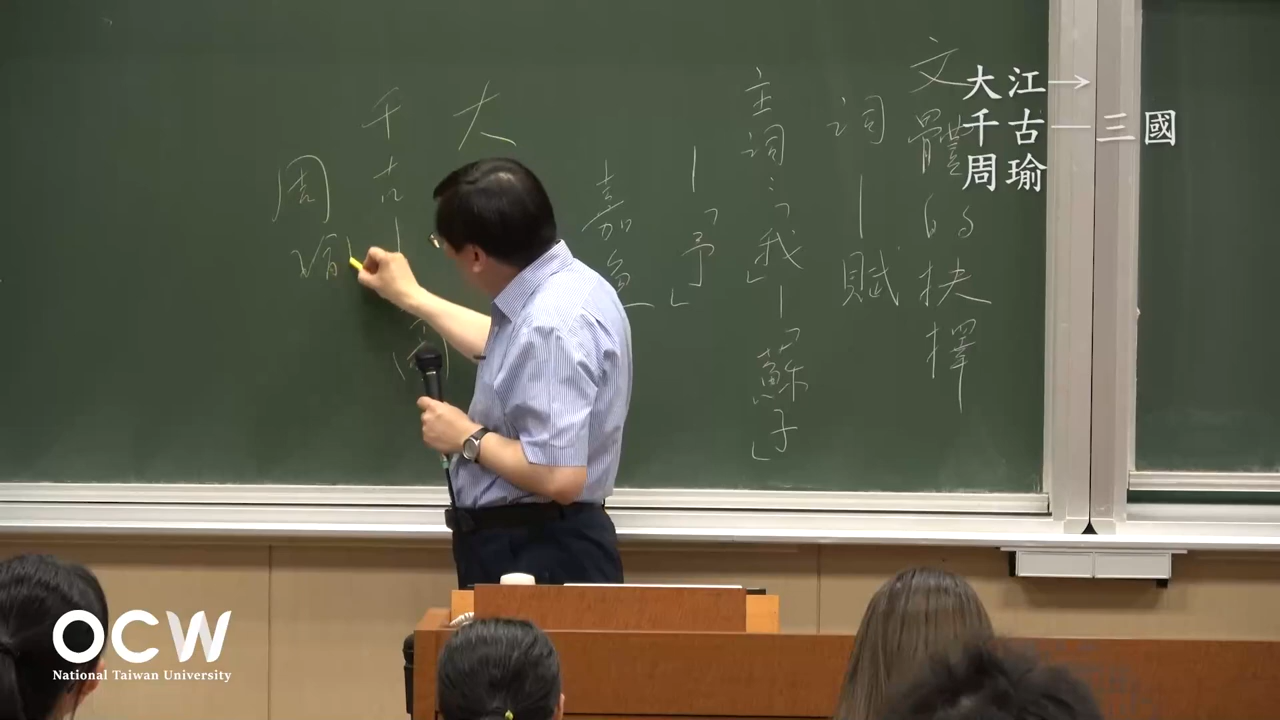 文體的抉擇
詞—賦
主詞：「我」—「蘇子」
—「予」
嘉魚
大
千古—
周瑜
大江→
千古—三國
周瑜
OCW
National Taiwan University